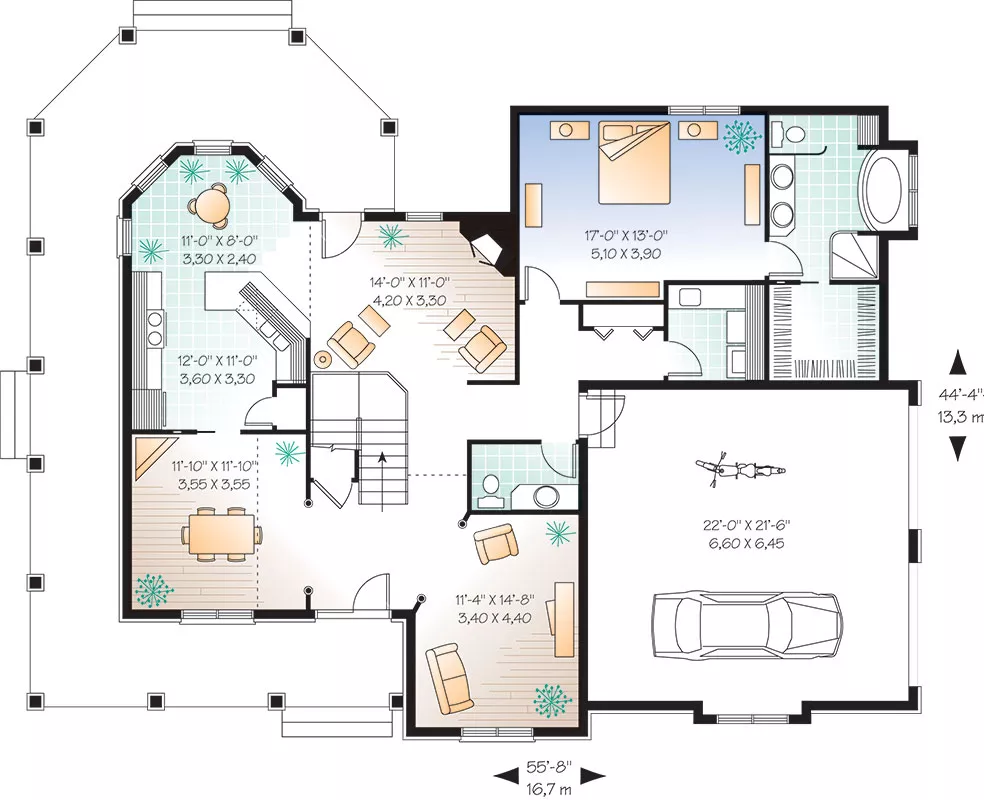 11'-0" X 8'-0"
3,30 X 2,40
14'-0" X 11'-0"
4,20 X 3,30
17'-0" X 13'-0"
5,10 X 3,90
12'-0" X 11'-0"
3,60 X 3,30
44'-4"
13,3 m
11'-10" X 11'-10"
3,55 X 3,55
22'-0" X 21'-6"
6,60 X 6,45
11'-4" X 14'-8"
3,40 X 4,40
55'-8"
16,7 m